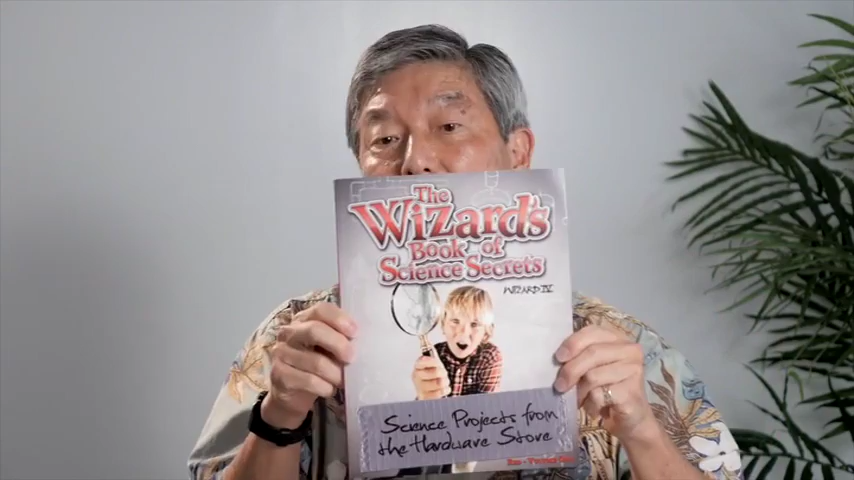 The
Wizard's
Book of
Science Secrets
WIZARD IV
Science Projects from
the Hardware Store